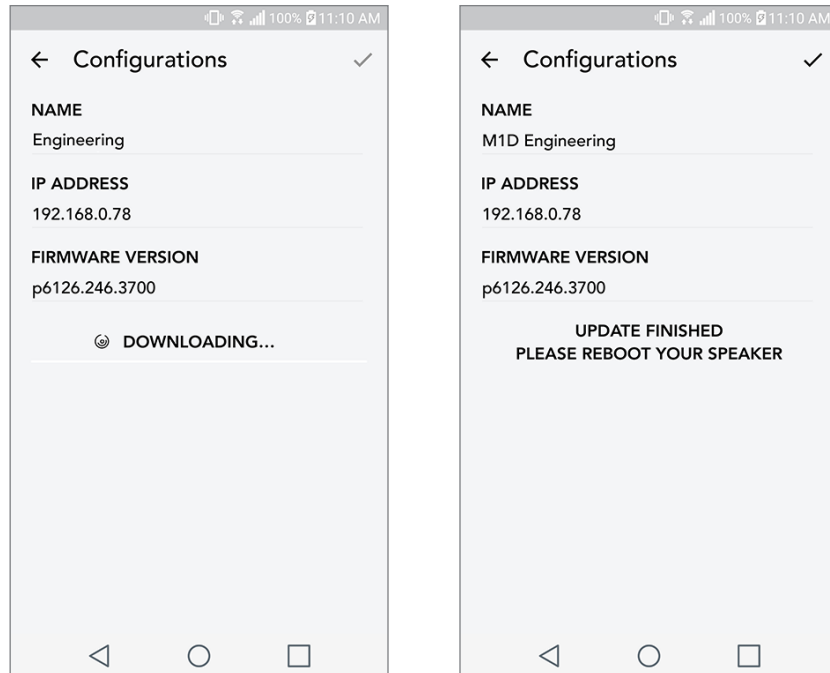 100% 11:10 AM
Configurations
NAME
Engineering
IP ADDRESS
192.168.0.78
FIRMWARE VERSION
p6126.246.3700
DOWNLOADING...
100% 11:10 AM
Configurations
NAME
M1D Engineering
IP ADDRESS
192.168.0.78
FIRMWARE VERSION
p6126.246.3700
UPDATE FINISHED
PLEASE REBOOT YOUR SPEAKER